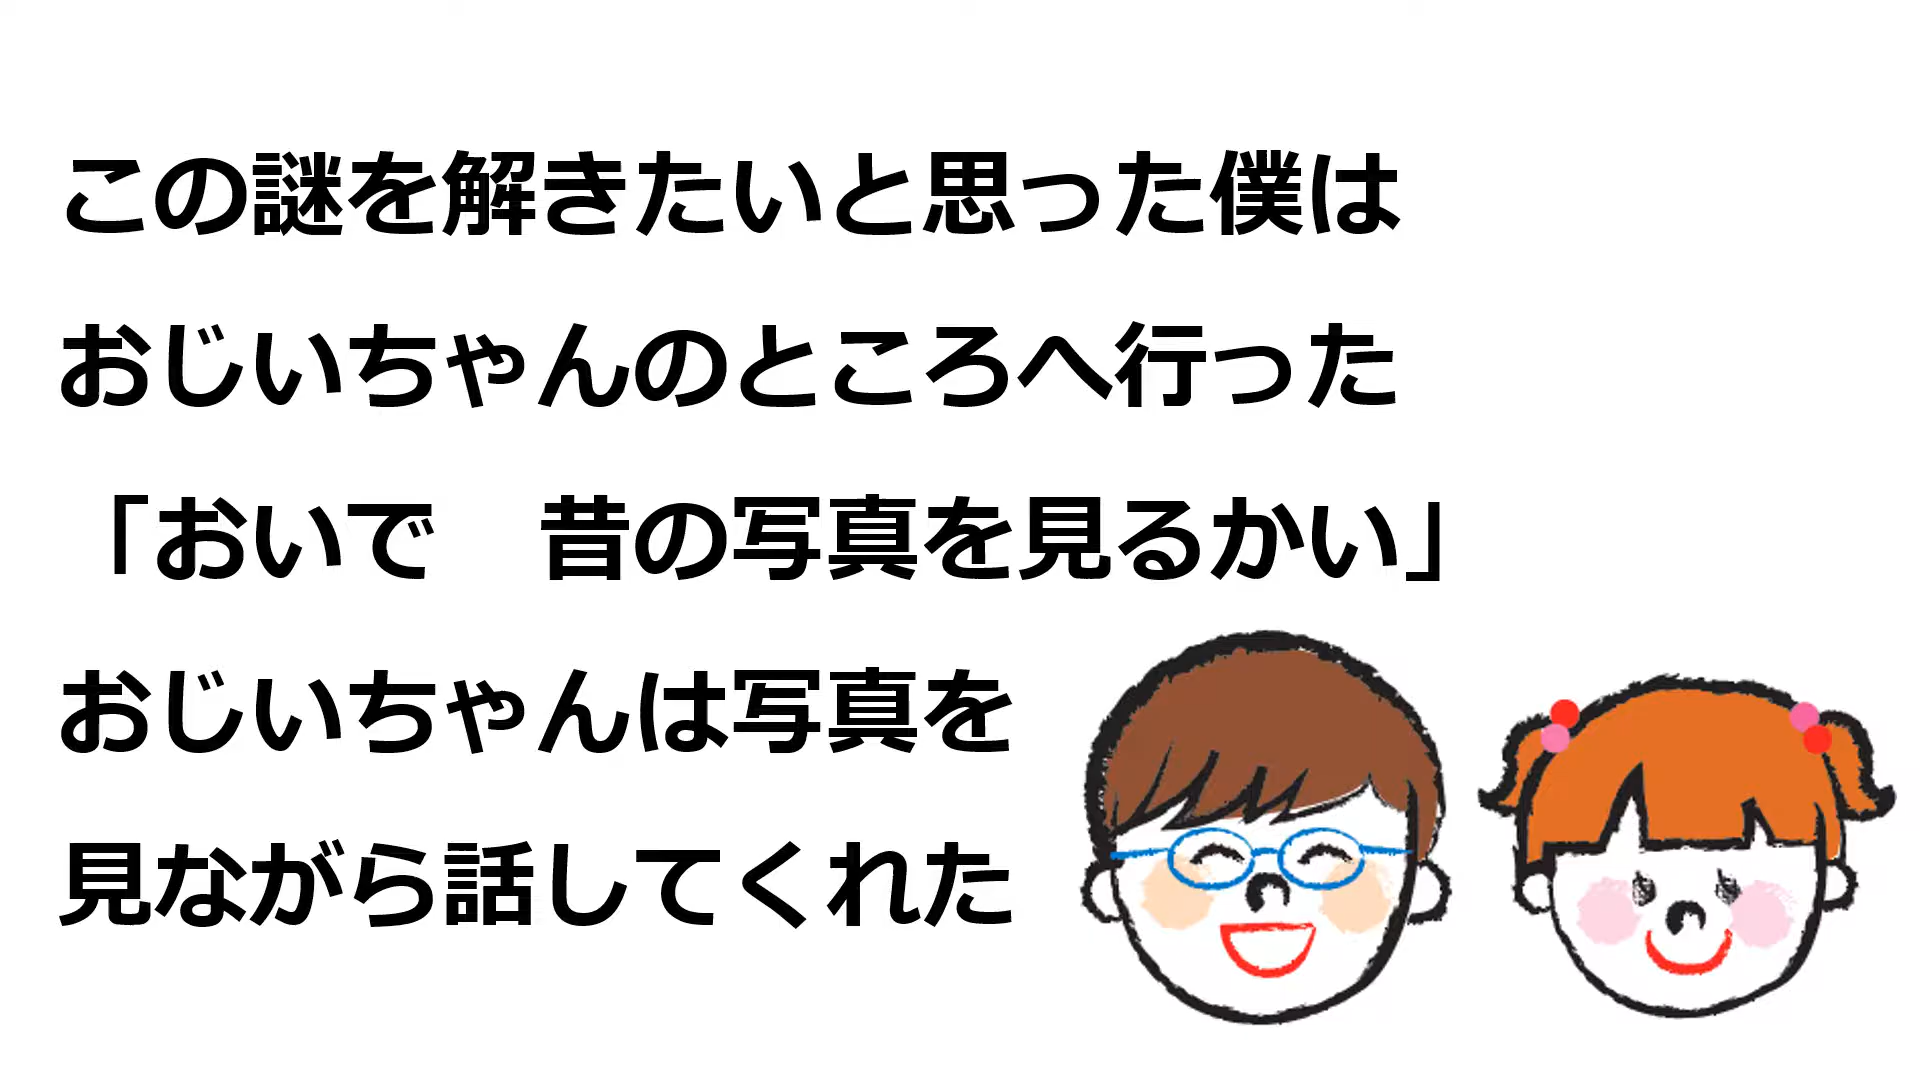 この謎を解きたいと思った僕は
おじいちゃんのところへ行った
「おいで　昔の写真を見るかい」
おじいちゃんは写真を
見ながら話してくれた